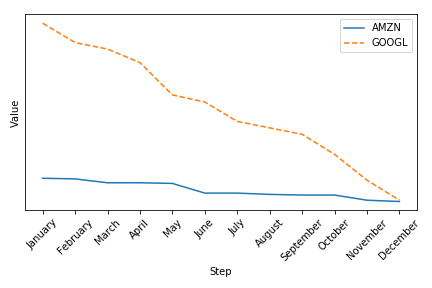 AMZN
GOOGL
Value
January
February
March
April
May
June
July
August
September
October
November
December
Step